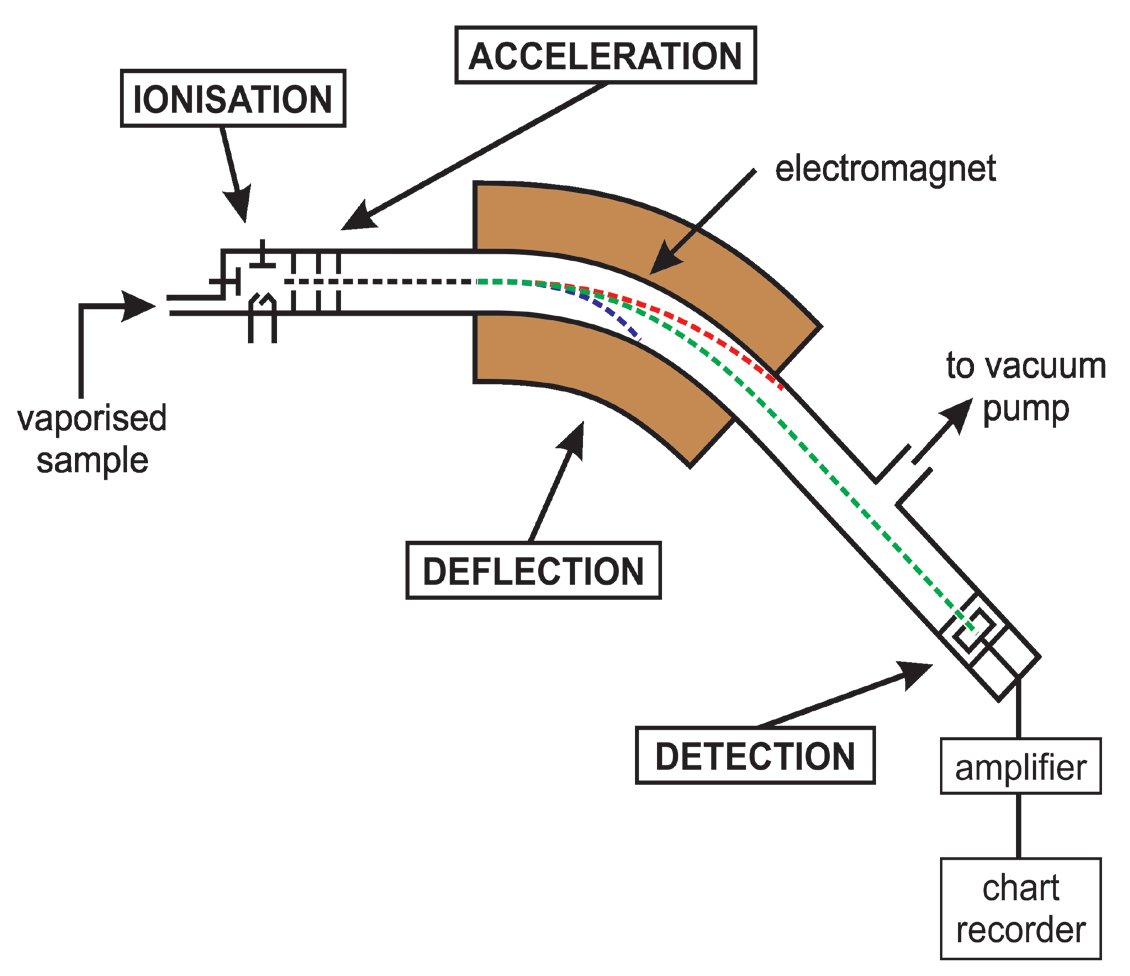 ACCELERATION
IONISATION
electromagnet
to vacuum
pump
vaporised
sample
DEFLECTION
DETECTION
amplifier
chart
recorder